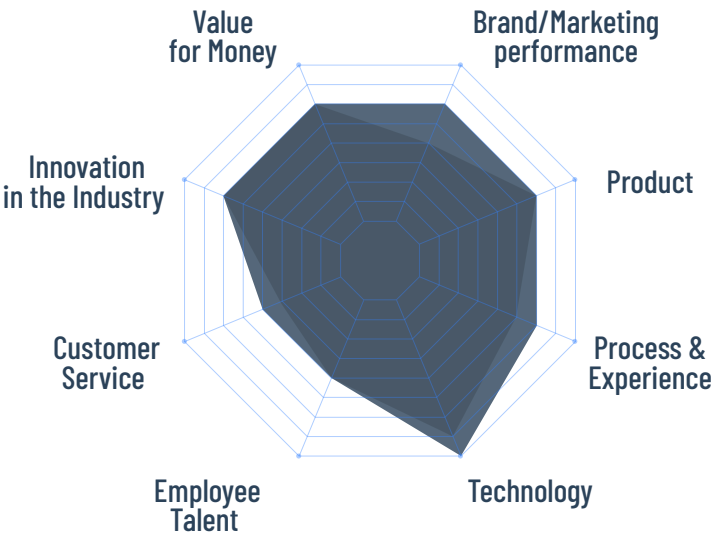 Value
for Money
Brand/Marketing
performance
Innovation
in the Industry
Product
Customer
Service
Process &
Experience
Employee
Talent
Technology